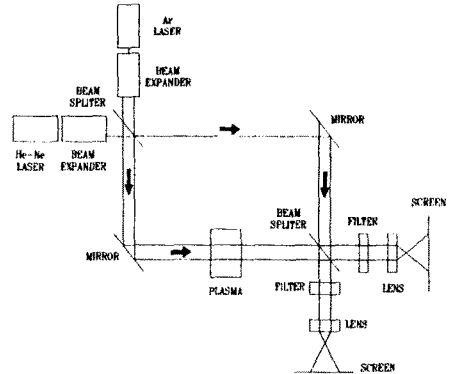 Ar
LASER
BEAM
EXPANDER
BEAM
SPLITER
He-Ne
LASER
BEAM
EXPANDER
MIRROR
MIRROR
PLASMA
BEAM
SPLITER
FILTER
SCREEN
LENS
FILTER
LENS
SCREEN